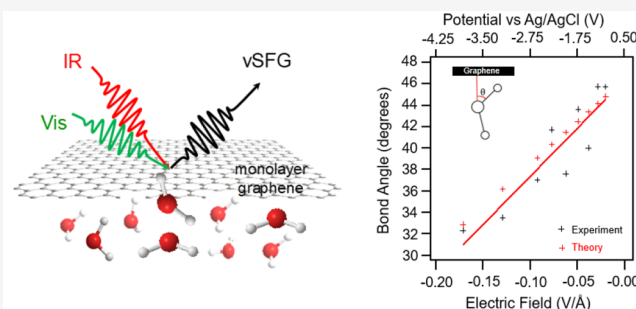 IR
vSFG
Vis
monolayer
graphene
Potential vs Ag/AgCl (V)
-4.25 -3.50 -2.75 -1.75 0.50
Graphene
θ
48
46
44
42
40
38
36
34
32
30
Bond Angle (degrees)
+ Experiment
+ Theory
-0.20 -0.15 -0.10 -0.05 -0.00
Electric Field (V/Å)